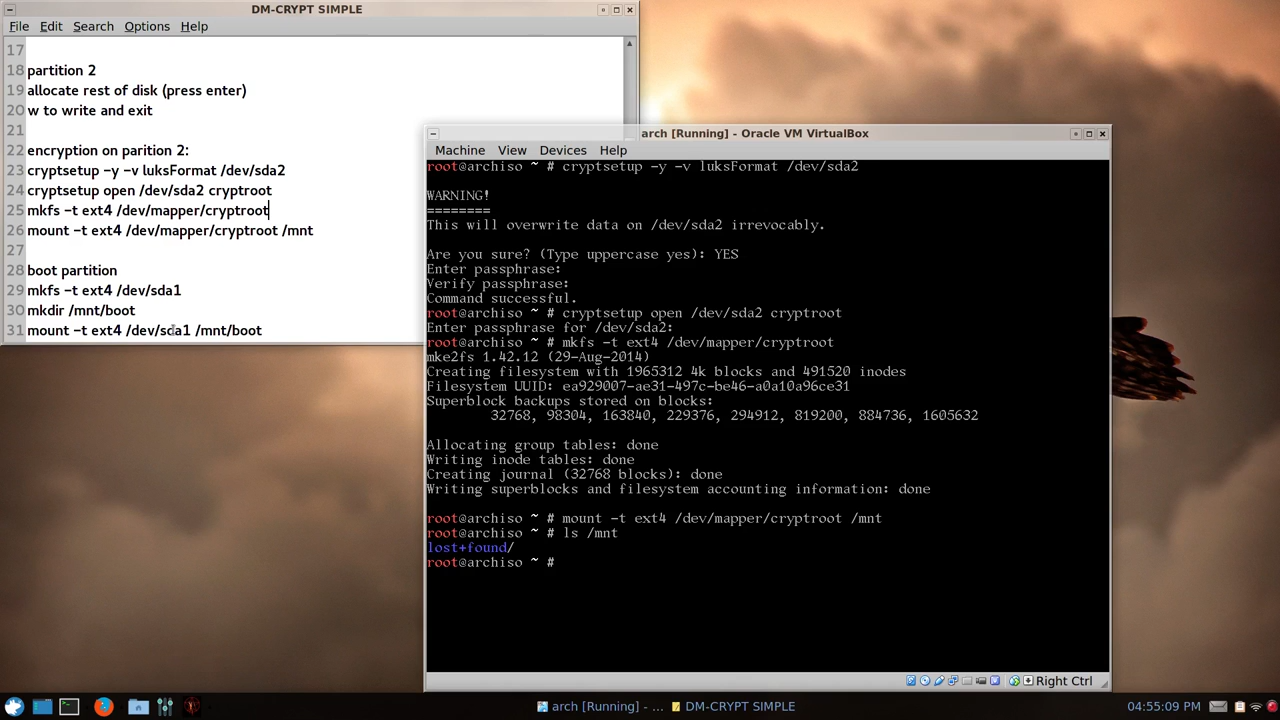 DM-CRYPT SIMPLE
File Edit Search Options Help
17
18 partition 2
19 allocate rest of disk (press enter)
20 w to write and exit
21
22 encryption on parition 2:
23 cryptsetup -y -v luksFormat /dev/sda2
24 cryptsetup open /dev/sda2 cryptroot
25 mkfs -t ext4 /dev/mapper/cryptroot
26 mount -t ext4 /dev/mapper/cryptroot /mnt
27
28 boot partition
29 mkfs -t ext4 /dev/sda1
30 mkdir /mnt/boot
31 mount -t ext4 /dev/sda1 /mnt/boot
arch [Running] - Oracle VM VirtualBox
Machine View Devices Help
root@archiso ~ # cryptsetup -y -v luksFormat /dev/sda2
WARNING!
========
This will overwrite data on /dev/sda2 irrevocably.
Are you sure? (Type uppercase yes): YES
Enter passphrase:
Verify passphrase:
Command successful.
root@archiso ~ # cryptsetup open /dev/sda2 cryptroot
Enter passphrase for /dev/sda2:
root@archiso ~ # mkfs -t ext4 /dev/mapper/cryptroot
mke2fs 1.42.12 (29-Aug-2014)
Creating filesystem with 1965312 4k blocks and 491520 inodes
Filesystem UUID: ea929007-ae31-497c-be46-a0a10a96ce31
Superblock backups stored on blocks:
32768, 98304, 163840, 229376, 294912, 819200, 884736, 1605632
Allocating group tables: done
Writing inode tables: done
Creating journal (32768 blocks): done
Writing superblocks and filesystem accounting information: done
root@archiso ~ # mount -t ext4 /dev/mapper/cryptroot /mnt
root@archiso ~ # ls /mnt
lost+found/
root@archiso ~ #
Right Ctrl
arch [Running] - ... DM-CRYPT SIMPLE 04:55:09 PM